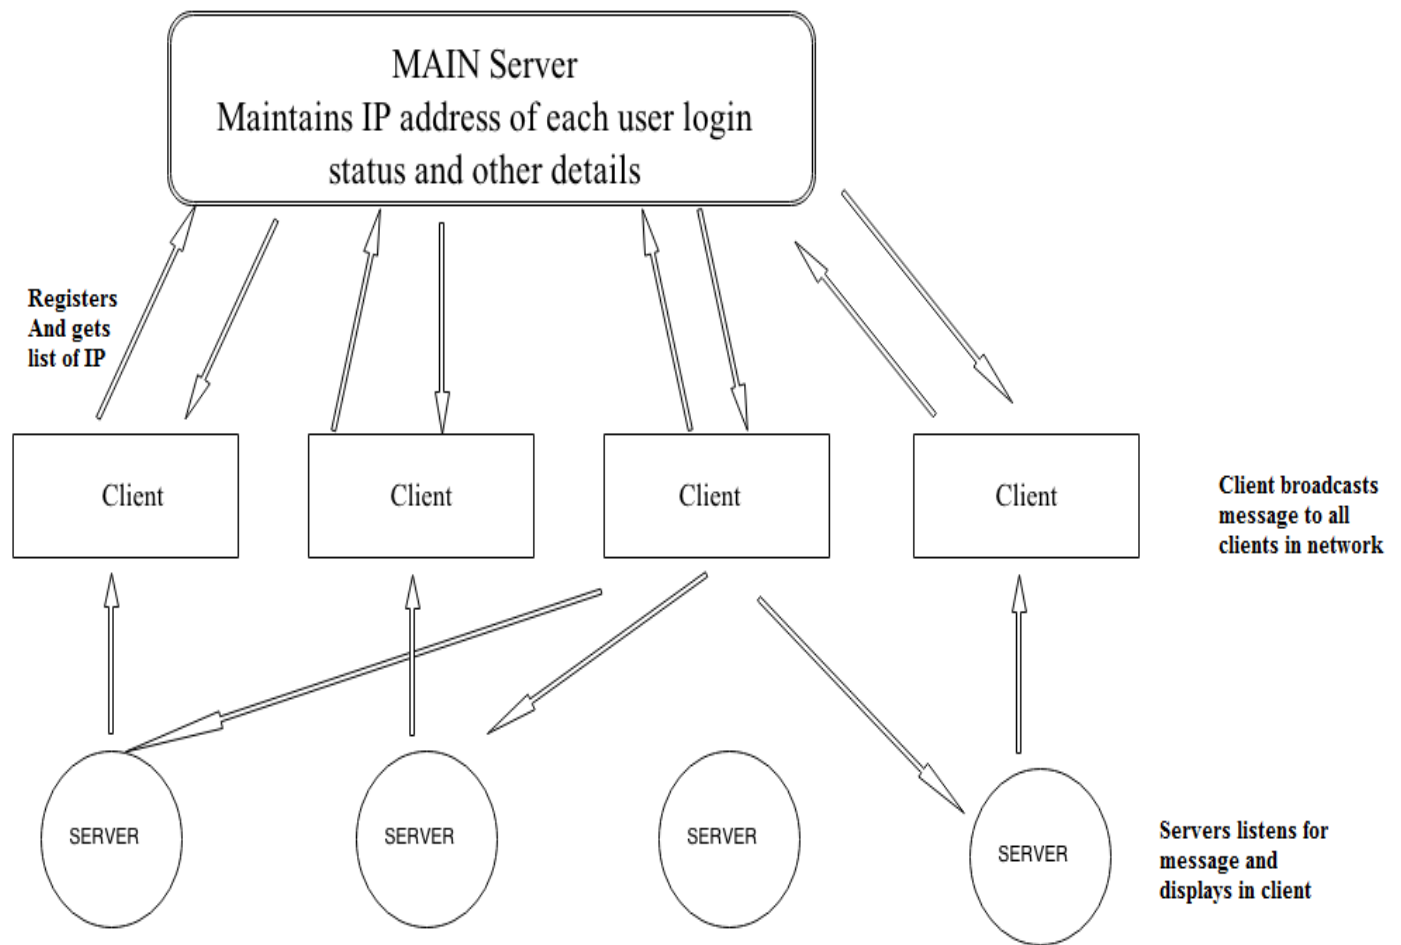 MAIN Server
Maintains IP address of each user login
status and other details
Registers
And gets
list of IP
Client
Client
Client
Client
Client broadcasts
message to all
clients in network
SERVER
SERVER
SERVER
SERVER
Servers listens for
message and
displays in client